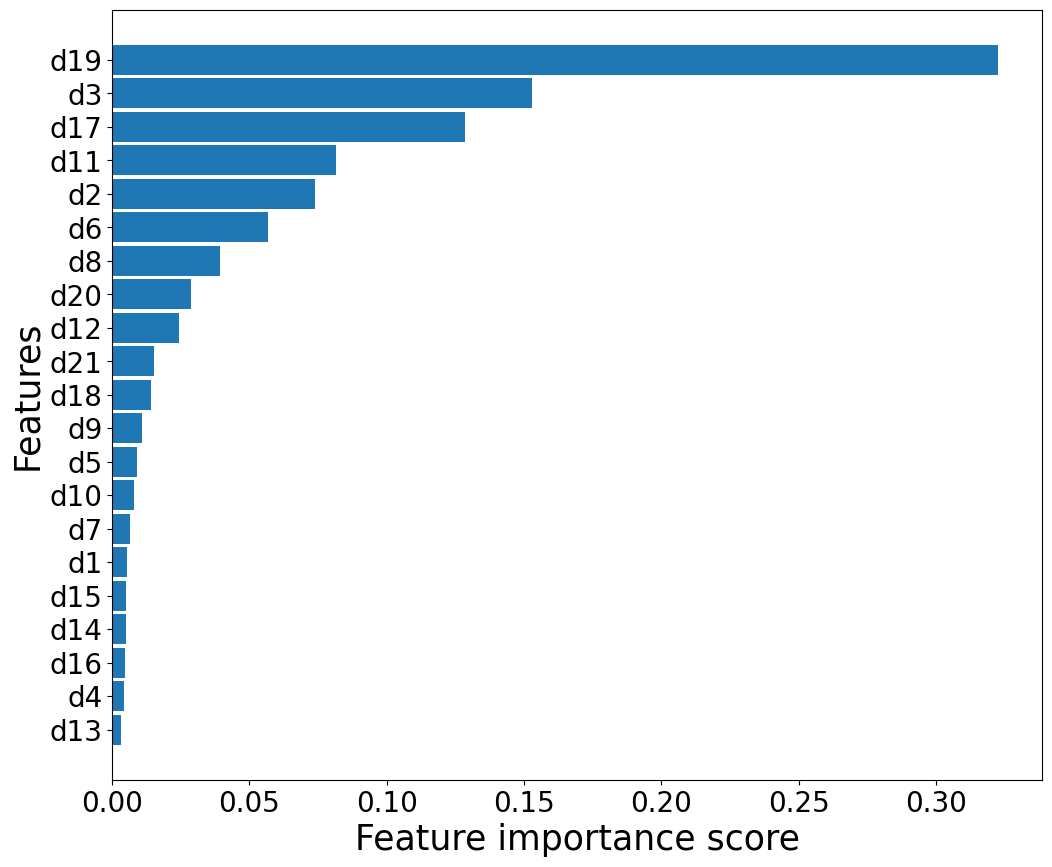 d19
d3
d17
d11
d2
d6
d8
d20
d12
d21
d18
d9
d5
d10
d7
d1
d15
d14
d16
d4
d13
Features
0.00 0.05 0.10 0.15 0.20 0.25 0.30
Feature importance score